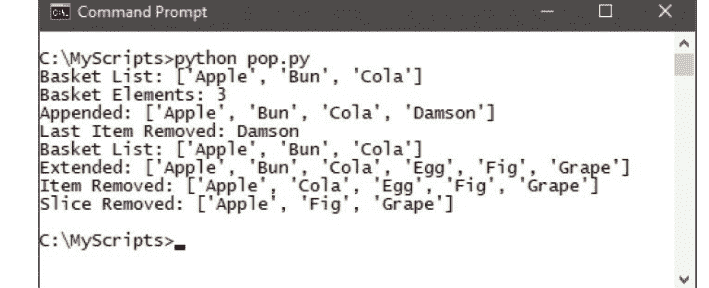 Command Prompt
C:\MyScripts>python pop.py
Basket List: ['Apple', 'Bun', 'Cola']
Basket Elements: 3
Appended: ['Apple', 'Bun', 'Cola', 'Damson']
Last Item Removed: Damson
Basket List: ['Apple', 'Bun', 'Cola']
Extended: ['Apple', 'Bun', 'Cola', 'Egg', 'Fig', 'Grape']
Item Removed: ['Apple', 'Cola', 'Egg', 'Fig', 'Grape']
Slice Removed: ['Apple', 'Fig', 'Grape']
C:\MyScripts>